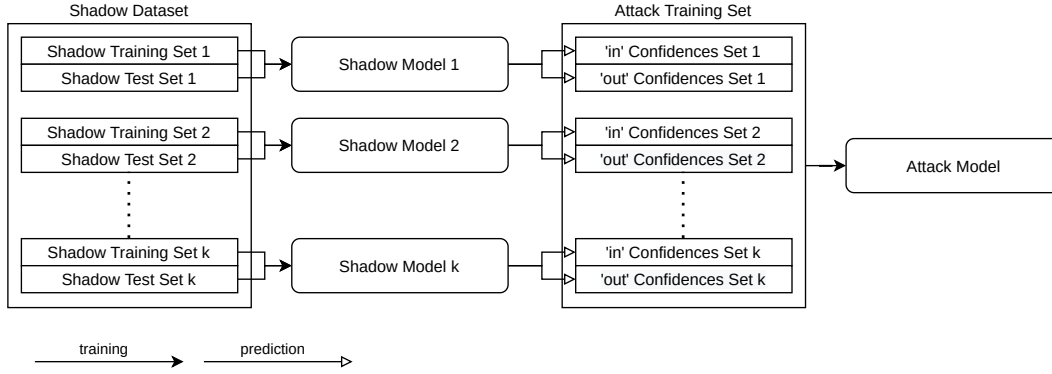 Shadow Dataset
Attack Training Set
Shadow Training Set 1
Shadow Test Set 1
Shadow Model 1
'in' Confidences Set 1
'out' Confidences Set 1
Shadow Training Set 2
Shadow Test Set 2
Shadow Model 2
'in' Confidences Set 2
'out' Confidences Set 2
Attack Model
Shadow Training Set k
Shadow Test Set k
Shadow Model k
'in' Confidences Set k
'out' Confidences Set k
training
prediction